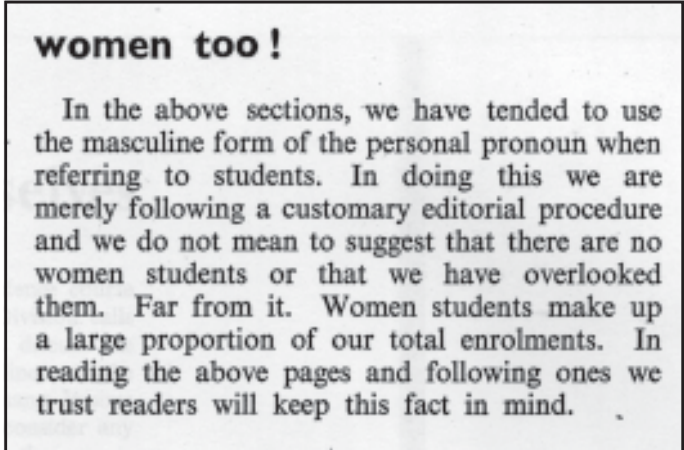 women too!
In the above sections, we have tended to use
the masculine form of the personal pronoun when
referring to students. In doing this we are
merely following a customary editorial procedure
and we do not mean to suggest that there are no
women students or that we have overlooked
them. Far from it. Women students make up
a large proportion of our total enrolments. In
reading the above pages and following ones we
trust readers will keep this fact in mind.